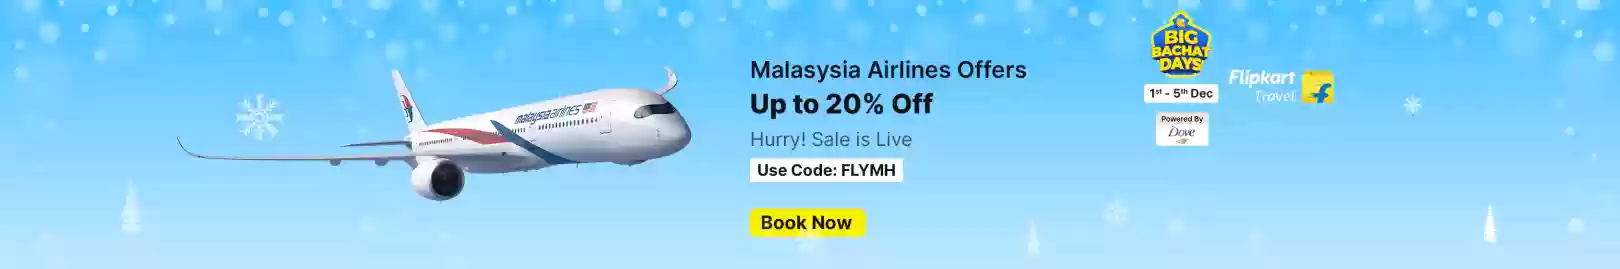 malaysia airlines
Malasysia Airlines Offers
Up to 20% Off
Hurry! Sale is Live
Use Code: FLYMH
Book Now
BIG
BACHAT
DAYS
1st - 5th Dec
Powered By
Dove
Flipkart
Travel